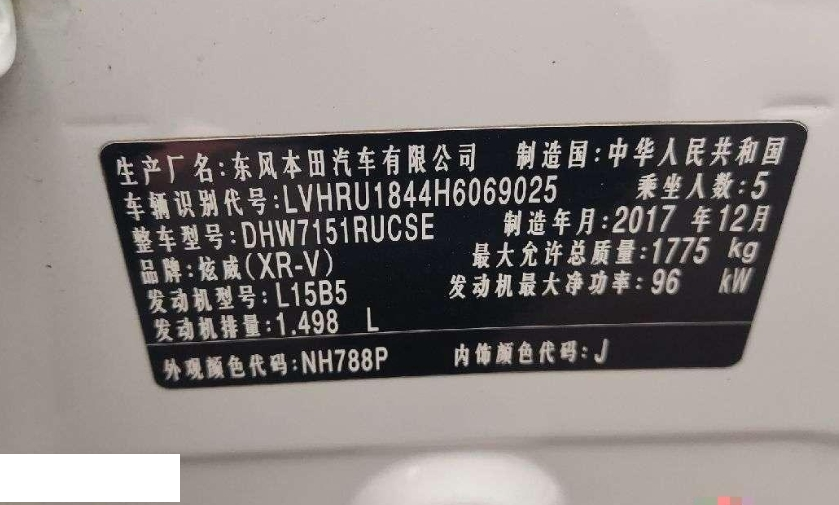 生产厂名:东风本田汽车有限公司 制造国:中华人民共和国
车辆识别代号:LVHRU1844H6069025 乘坐人数:5
整车型号:DHW7151RUCSE 制造年月:2017 年12月
品牌:炫威(XR-V) 最大允许总质量:1775 kg
发动机型号:L15B5 发动机最大净功率:96 kW
发动机排量:1.498 L
外观颜色代码:NH788P 内饰颜色代码:J